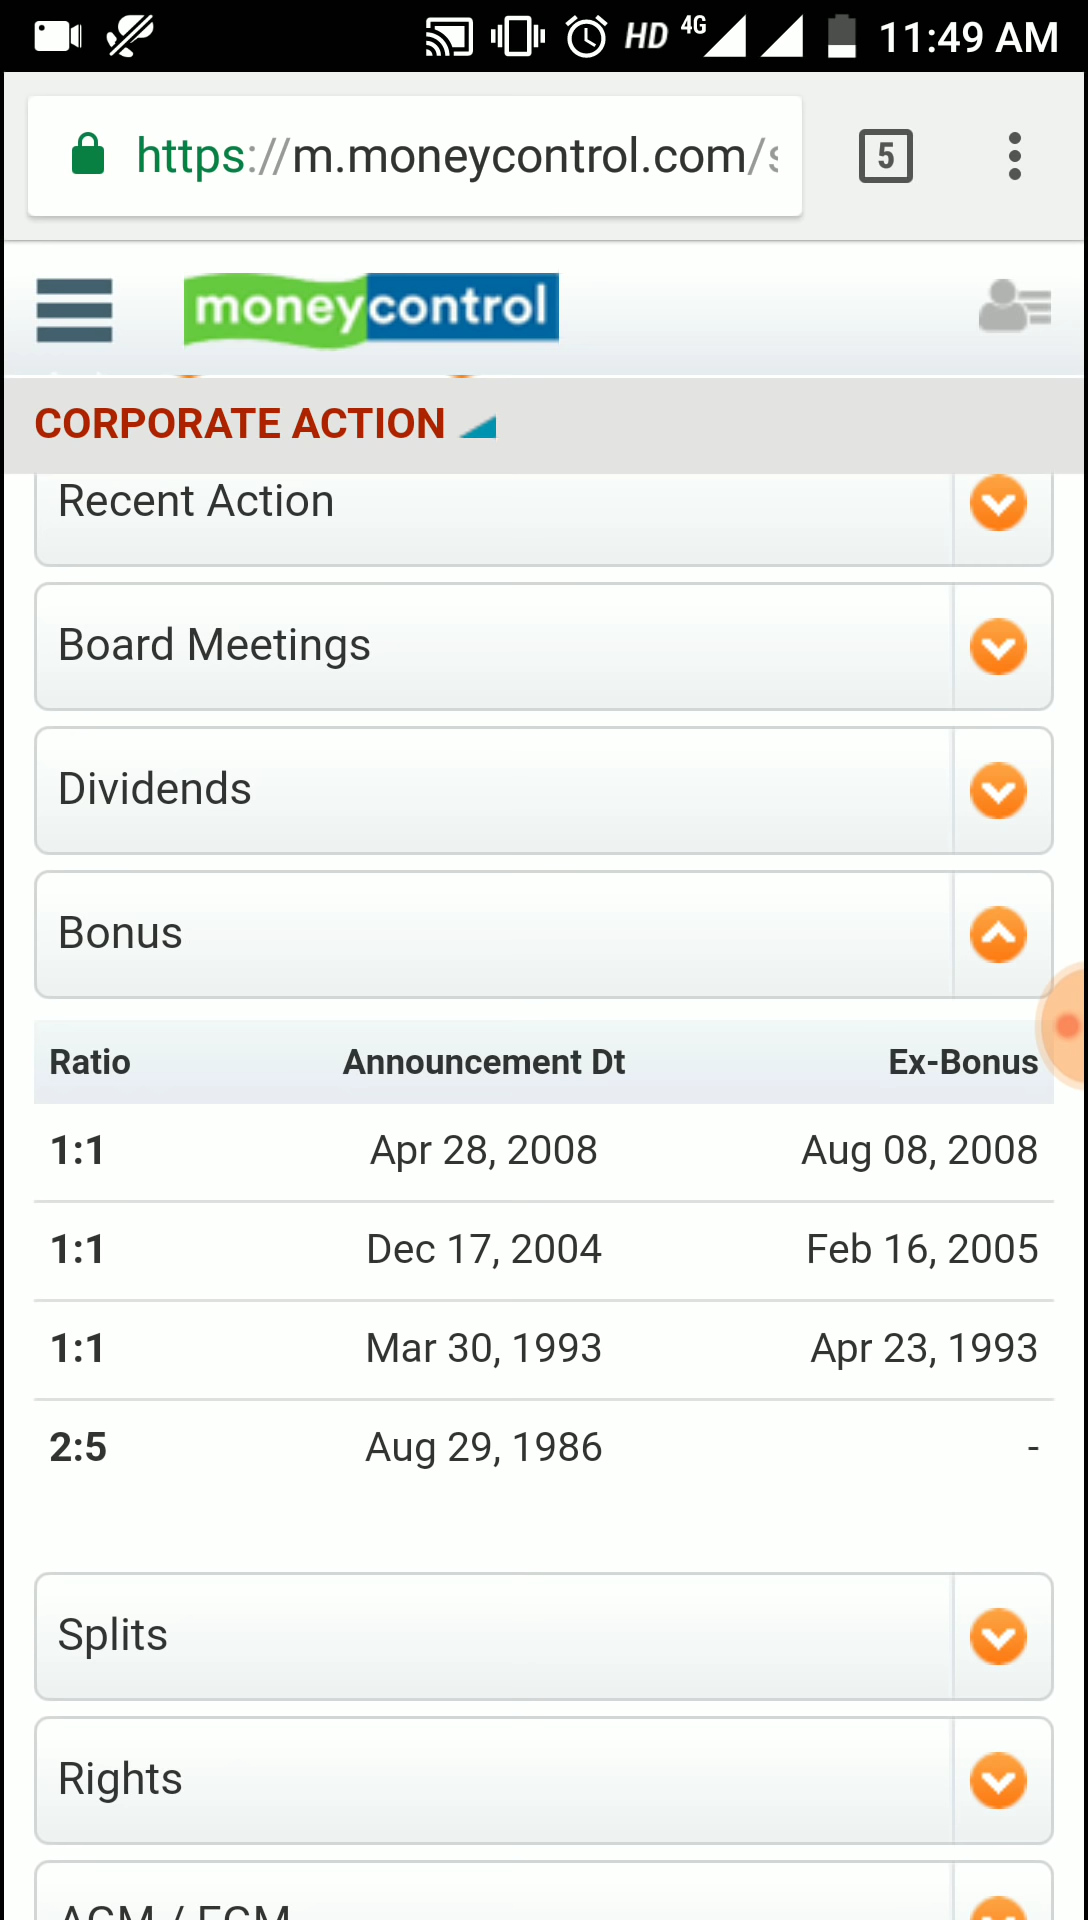 HD 4G 11:49 AM
https://m.moneycontrol.com/s
5
moneycontrol
CORPORATE ACTION
Recent Action
Board Meetings
Dividends
Bonus
Ratio Announcement Dt Ex-Bonus
1:1 Apr 28, 2008 Aug 08, 2008
1:1 Dec 17, 2004 Feb 16, 2005
1:1 Mar 30, 1993 Apr 23, 1993
2:5 Aug 29, 1986 -
Splits
Rights
AGM / EGM